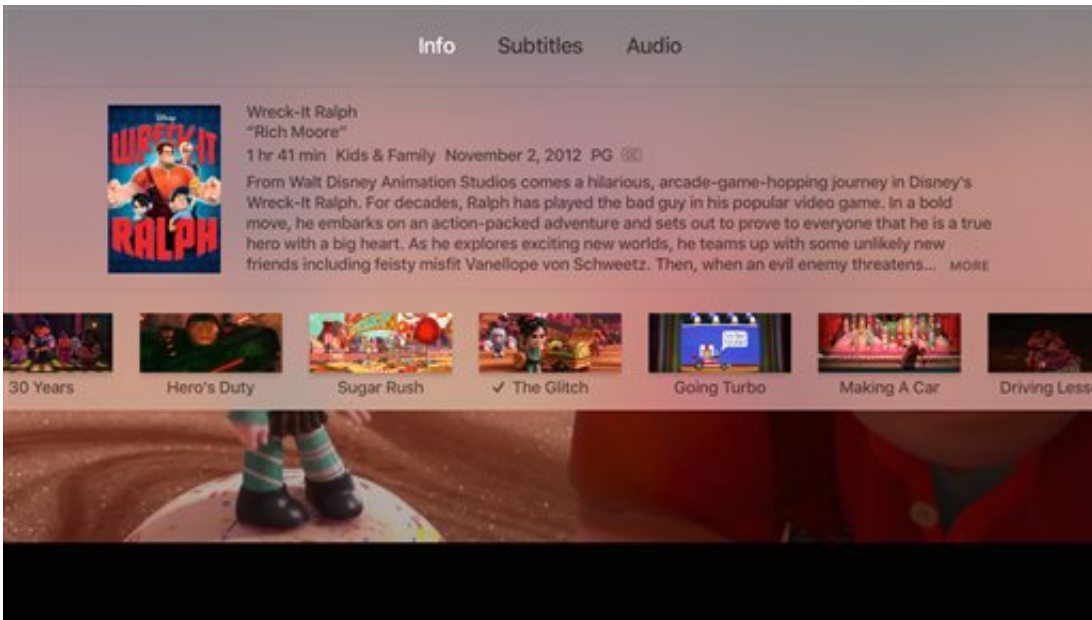 Info Subtitles Audio
Disney
WRECK-IT
RALPH
Wreck-It Ralph
“Rich Moore”
1 hr 41 min Kids & Family November 2, 2012 PG CC
From Walt Disney Animation Studios comes a hilarious, arcade-game-hopping journey in Disney's
Wreck-It Ralph. For decades, Ralph has played the bad guy in his popular video game. In a bold
move, he embarks on an action-packed adventure and sets out to prove to everyone that he is a true
hero with a big heart. As he explores exciting new worlds, he teams up with some unlikely new
friends including feisty misfit Vanellope von Schweetz. Then, when an evil enemy threatens... MORE
30 Years Hero's Duty Sugar Rush ✓ The Glitch Going Turbo Making A Car Driving Less